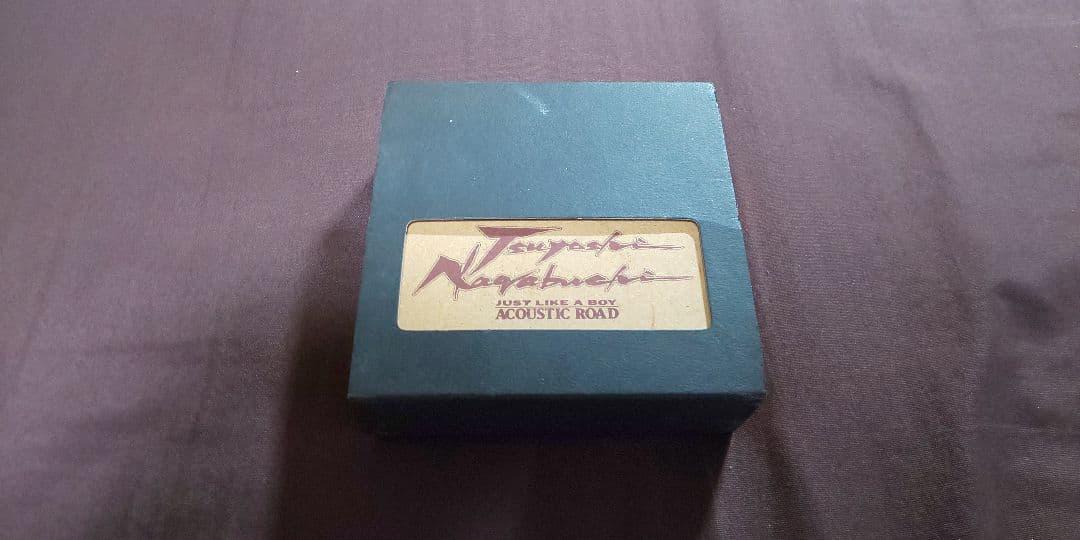 Tsuyoshi
Nagabuchi
JUST LIKE A BOY
ACOUSTIC ROAD